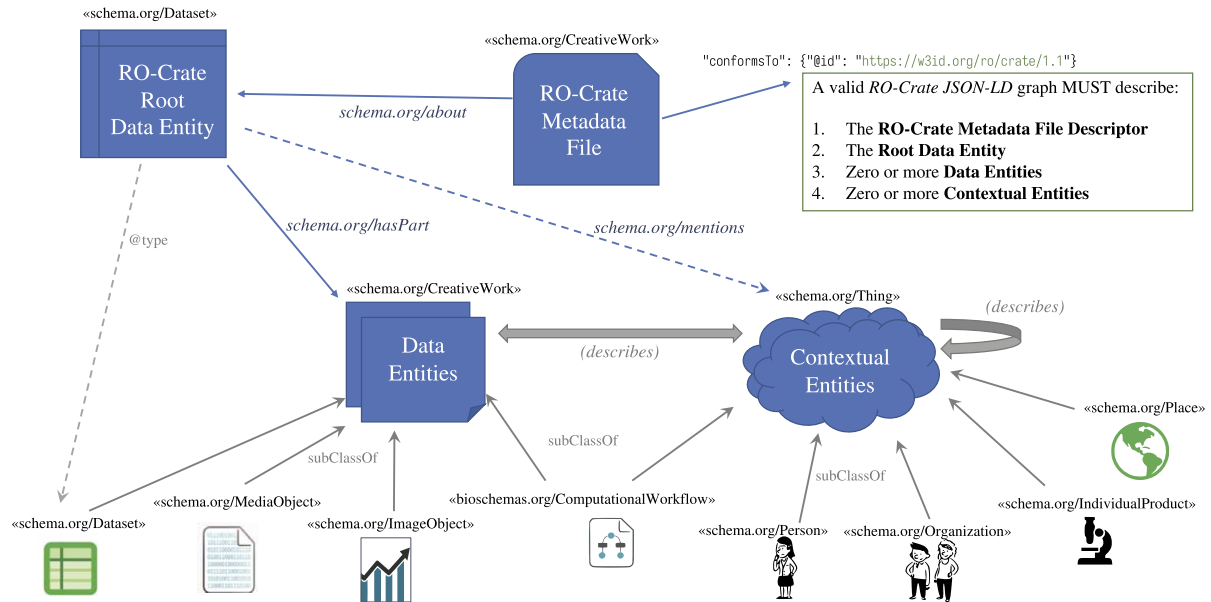 «schema.org/Dataset»
RO-Crate
Root
Data Entity
«schema.org/CreativeWork»
RO-Crate
Metadata
File
schema.org/about
"conformsTo": {"@id": "https://w3id.org/ro/crate/1.1"}
A valid RO-Crate JSON-LD graph MUST describe:
1. The RO-Crate Metadata File Descriptor
2. The Root Data Entity
3. Zero or more Data Entities
4. Zero or more Contextual Entities
@type
schema.org/hasPart
schema.org/mentions
«schema.org/CreativeWork»
Data
Entities
(describes)
«schema.org/Thing»
Contextual
Entities
(describes)
subClassOf
subClassOf
subClassOf
«schema.org/Place»
«schema.org/Dataset»
«schema.org/MediaObject»
«schema.org/ImageObject»
«bioschemas.org/ComputationalWorkflow»
«schema.org/Person»
«schema.org/Organization»
«schema.org/IndividualProduct»